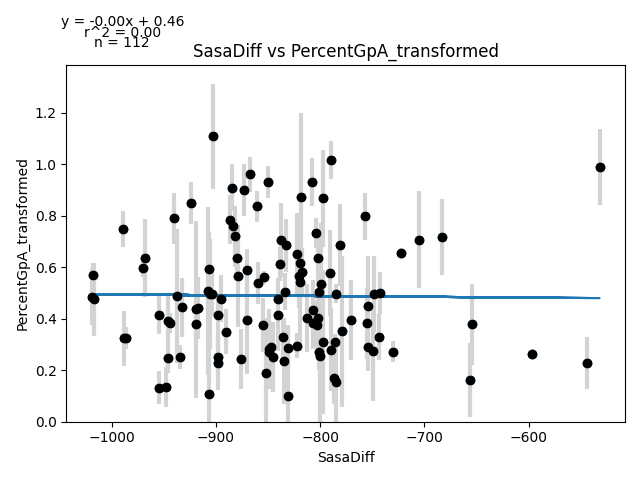 y = -0.00x + 0.46
r^2 = 0.00
n = 112
SasaDiff vs PercentGpA_transformed
1.2
1.0
0.8
0.6
0.4
0.2
0.0
PercentGpA_transformed
−1000
−900
−800
−700
−600
SasaDiff